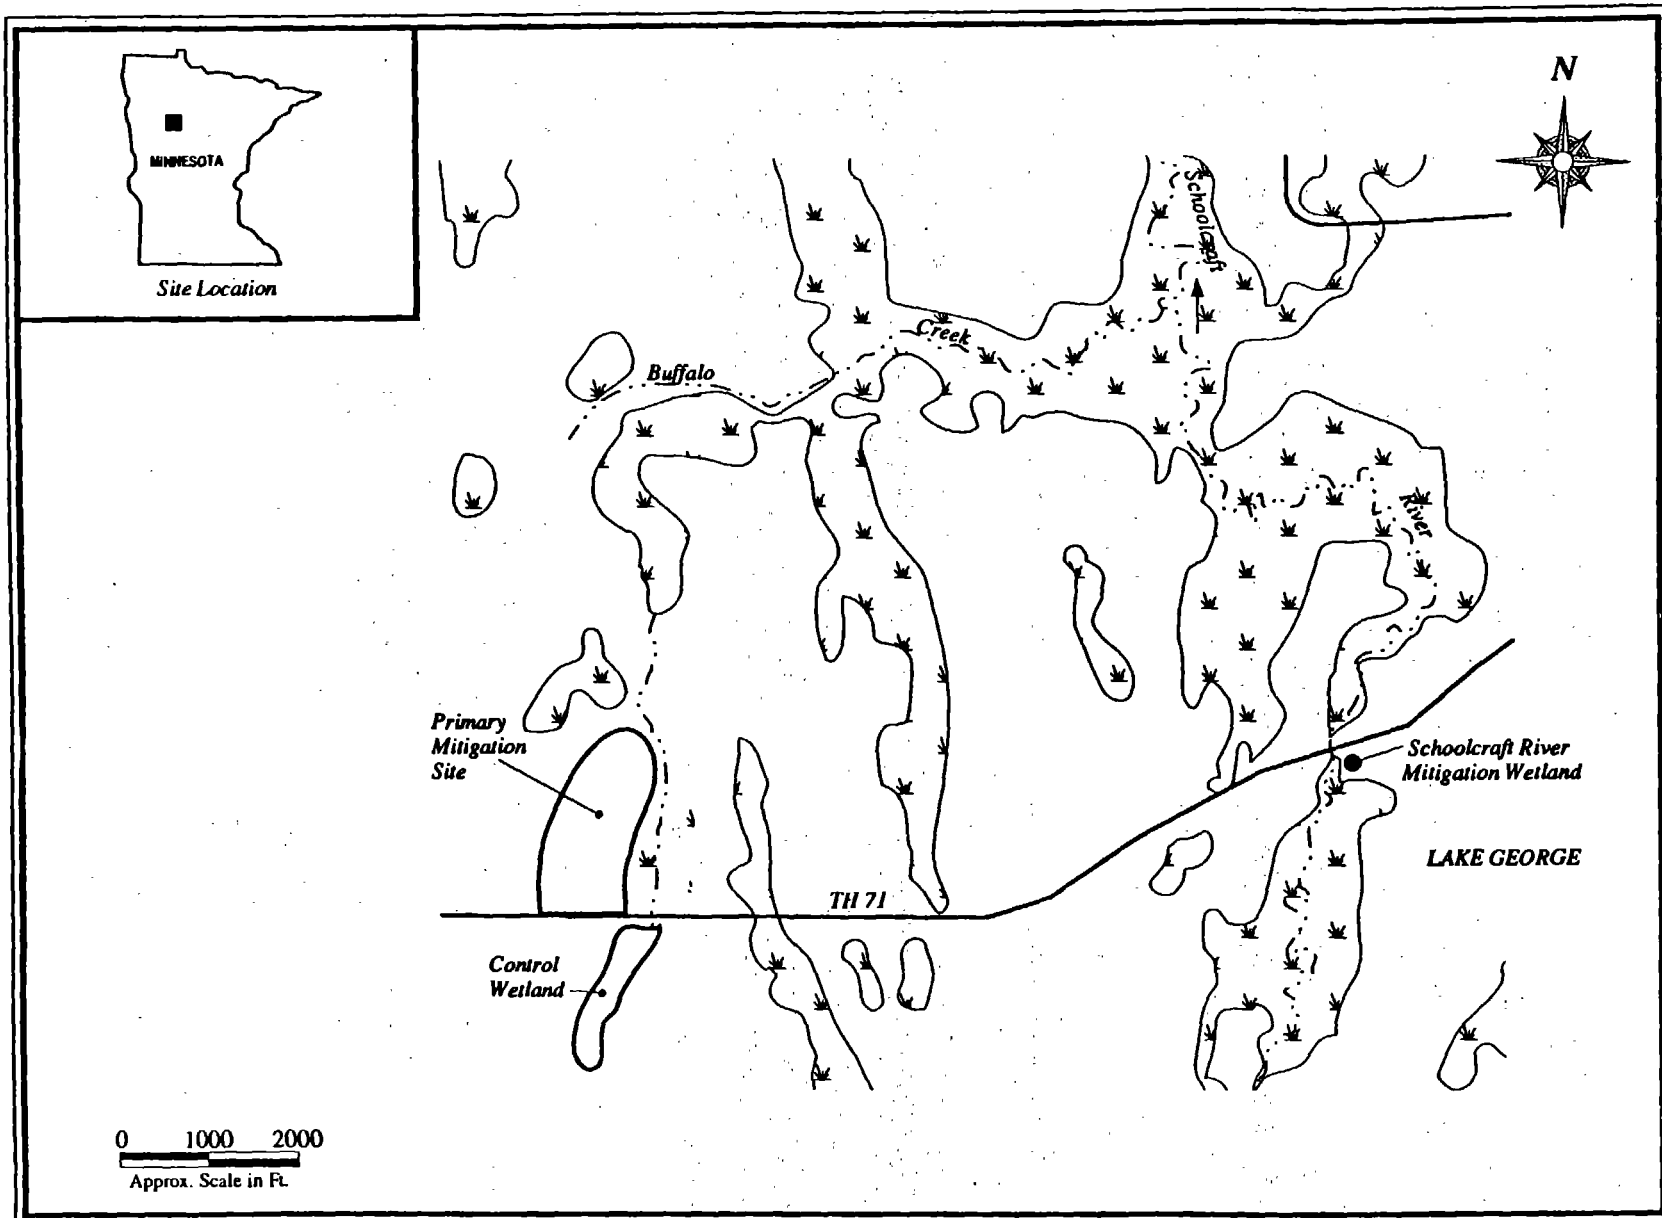 N
MINNESOTA
Site Location
Schoolcraft
Creek
Buffalo
River
Primary
Mitigation
Site
Schoolcraft River
Mitigation Wetland
LAKE GEORGE
TH 71
Control
Wetland
0 1000 2000
Approx. Scale in Ft.